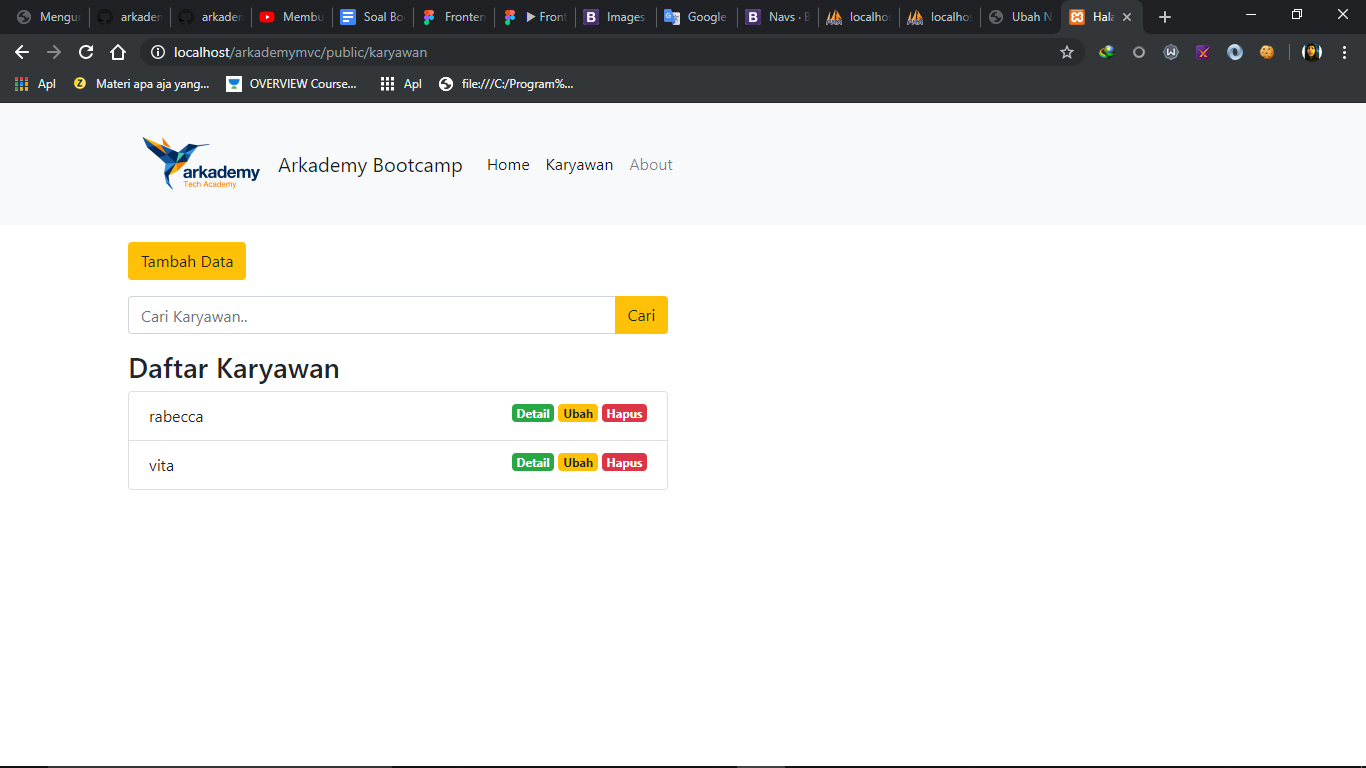 Mengu arkaden arkaden Membu Soal Bo Fronten Front Images Google Navs · B localhos localhos Ubah N Hala
localhost/arkademymvc/public/karyawan
Apl Materi apa aja yang... OVERVIEW Course... Apl file:///C:/Program%...
arkademy
Tech Academy
Arkademy Bootcamp Home Karyawan About
Tambah Data
Cari Karyawan.. Cari
Daftar Karyawan
rabecca Detail Ubah Hapus
vita Detail Ubah Hapus